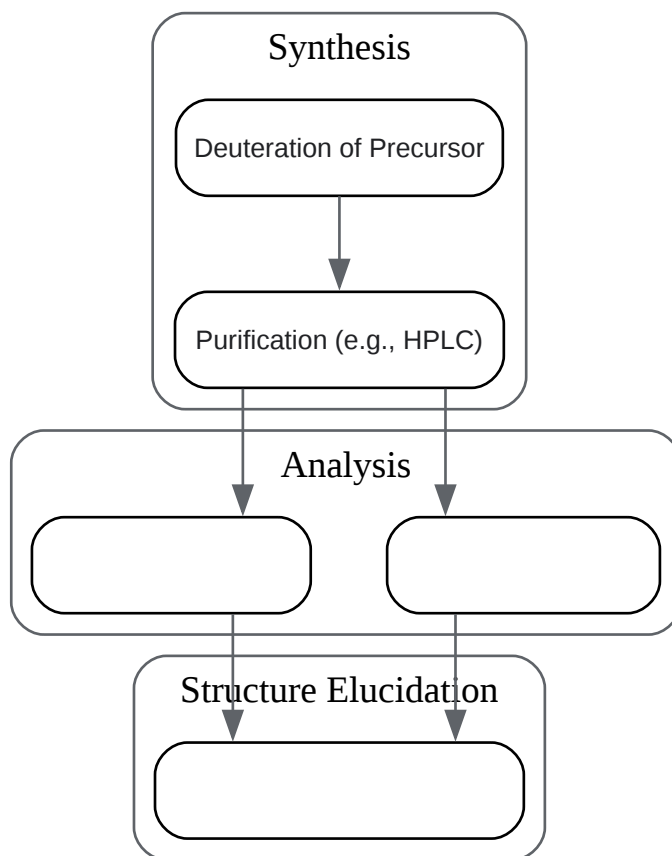 Synthesis
Deuteration of Precursor
Purification (e.g., HPLC)
Analysis
Structure Elucidation